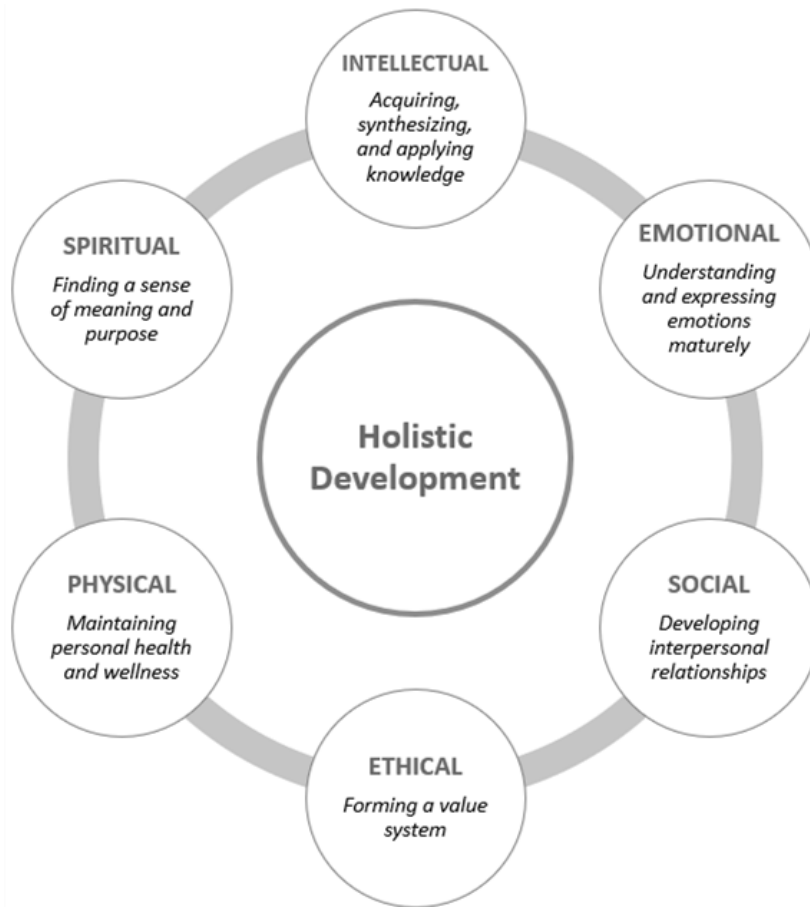 INTELLECTUAL
Acquiring,
synthesizing,
and applying
knowledge
EMOTIONAL
Understanding
and expressing
emotions
maturely
SOCIAL
Developing
interpersonal
relationships
ETHICAL
Forming a value
system
PHYSICAL
Maintaining
personal health
and wellness
SPIRITUAL
Finding a sense
of meaning and
purpose
Holistic
Development